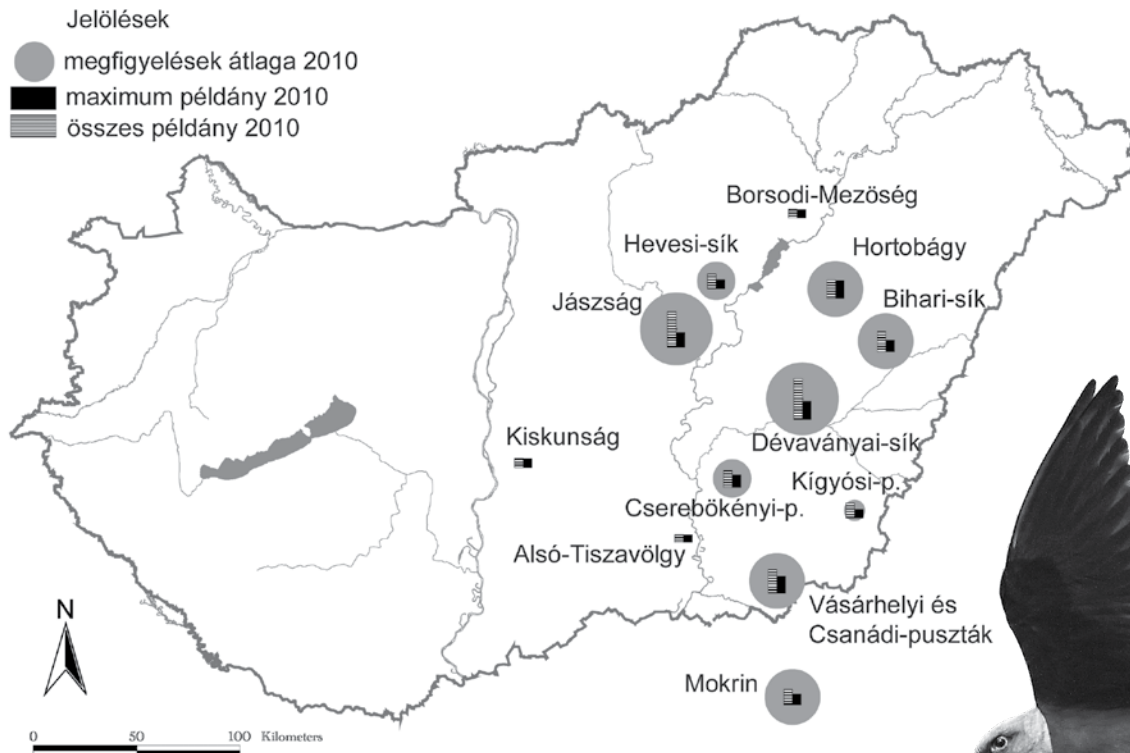 Jelölések
megfigyelések átlaga 2010
maximum példány 2010
összes példány 2010
Borsodi-Mezöség
Hevesi-sík
Hortobágy
Jászság
Bihari-sík
Kiskunság
Dévaványai-sík
Kígyósi-p.
Cserebökényi-p.
Alsó-Tiszavölgy
Vásárhelyi és
Csanádi-puszták
Mokrin
N
0 50 100 Kilometers